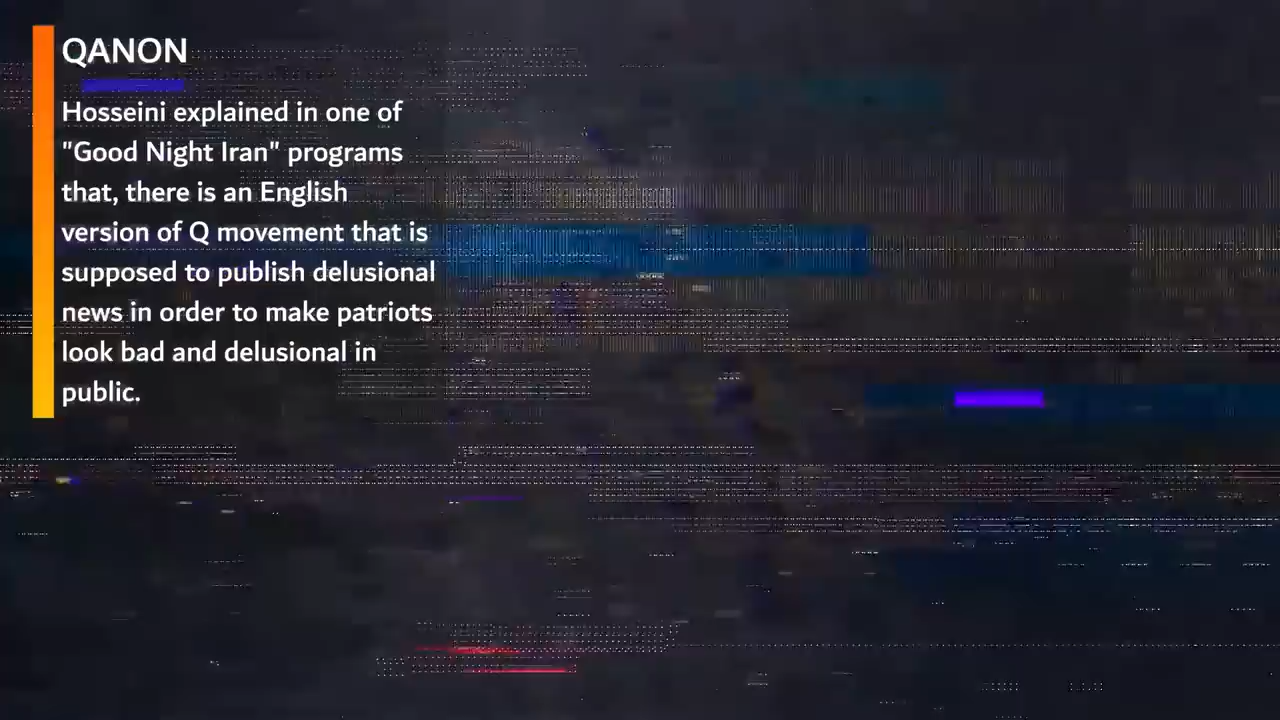 QANON
Hosseini explained in one of
"Good Night Iran" programs
that, there is an English
version of Q movement that is
supposed to publish delusional
news in order to make patriots
look bad and delusional in
public.